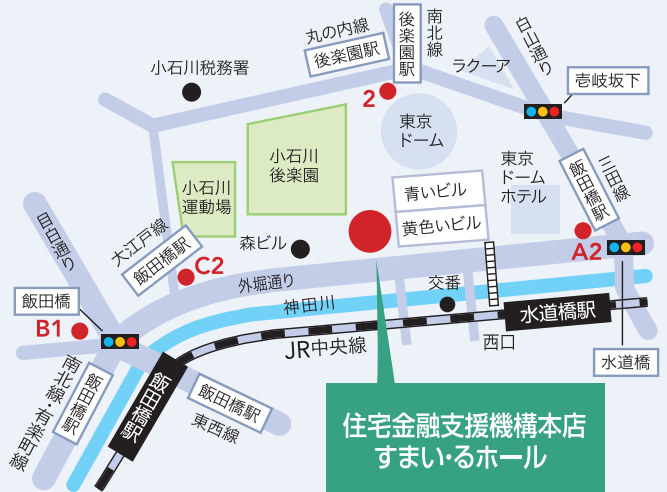 丸の内線
後楽園駅
後楽園駅
南北線
白山通り
小石川税務署
ラクーア
壱岐坂下
2
東京
ドーム
小石川
後楽園
小石川
運動場
東京
ドーム
ホテル
飯田橋駅
三田線
青いビル
黄色いビル
目白通り
大江戸線
飯田橋駅
森ビル
C2
A2
外堀通り
交番
飯田橋
神田川
B1
水道橋駅
JR中央線
西口
水道橋
南北線・有楽町線
飯田橋駅
飯田橋駅
飯田橋駅
東西線
住宅金融支援機構本店
すまい・るホール